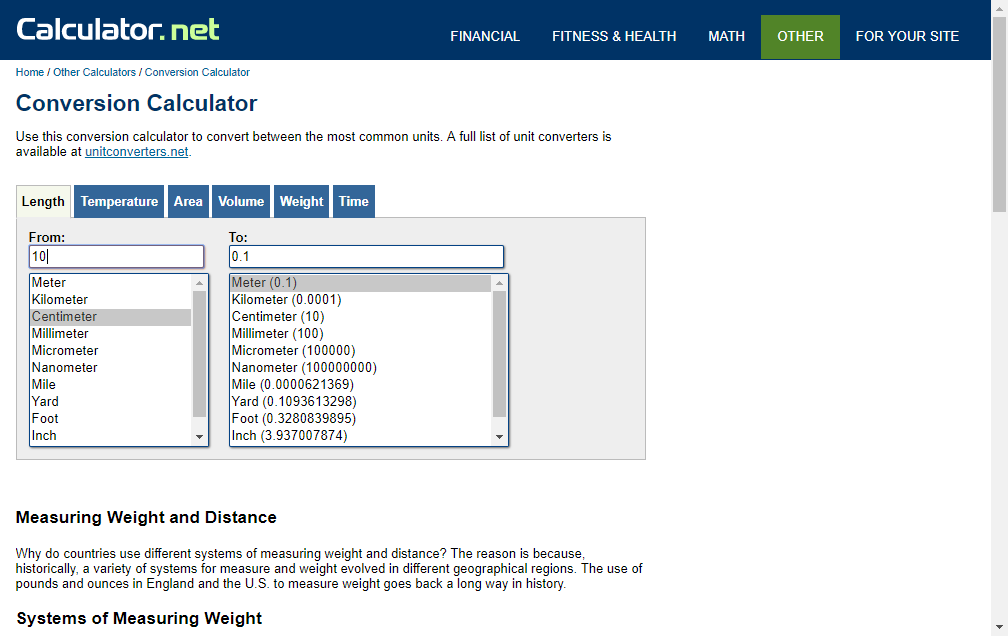 Calculator.net
FINANCIAL FITNESS & HEALTH MATH OTHER FOR YOUR SITE
Home / Other Calculators / Conversion Calculator
Conversion Calculator
Use this conversion calculator to convert between the most common units. A full list of unit converters is
available at unitconverters.net.
Length Temperature Area Volume Weight Time
From: To:
10 0.1
Meter Meter (0.1)
Kilometer Kilometer (0.0001)
Centimeter Centimeter (10)
Millimeter Millimeter (100)
Micrometer Micrometer (100000)
Nanometer Nanometer (100000000)
Mile Mile (0.0000621369)
Yard Yard (0.1093613298)
Foot Foot (0.3280839895)
Inch Inch (3.937007874)
Measuring Weight and Distance
Why do countries use different systems of measuring weight and distance? The reason is because,
historically, a variety of systems for measure and weight evolved in different geographical regions. The use of
pounds and ounces in England and the U.S. to measure weight goes back a long way in history.
Systems of Measuring Weight